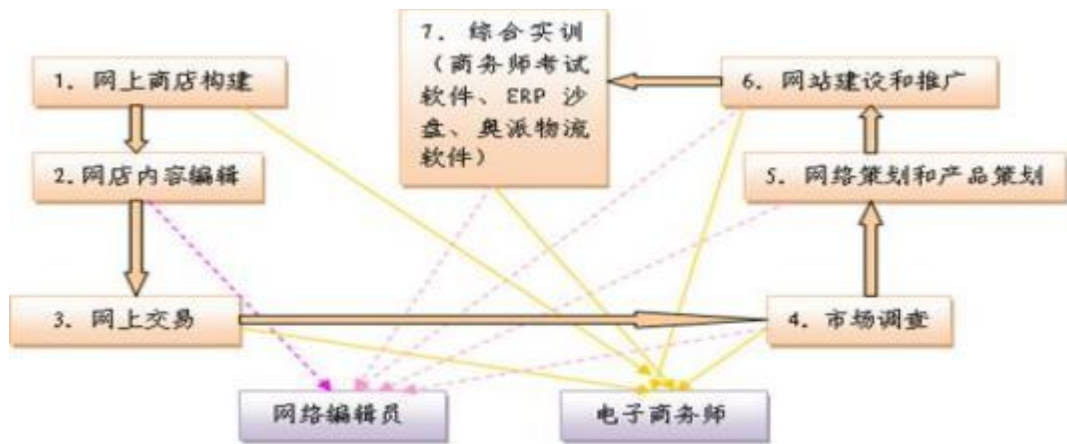 1. 网上商店构建
2.网店内容编辑
3. 网上交易
4. 市场调查
5. 网络策划和产品策划
6. 网站建设和推广
7. 综合实训
（商务师考试
软件、ERP 沙
盘、奥派物流
软件）
网络编辑员
电子商务师